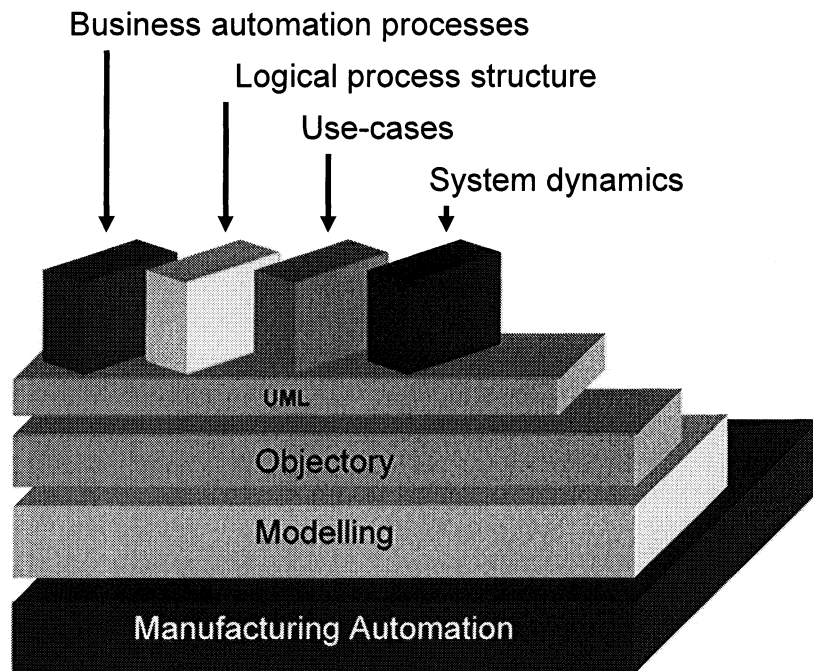 Business automation processes
Logical process structure
Use-cases
System dynamics
UML
Objectory
Modelling
Manufacturing Automation